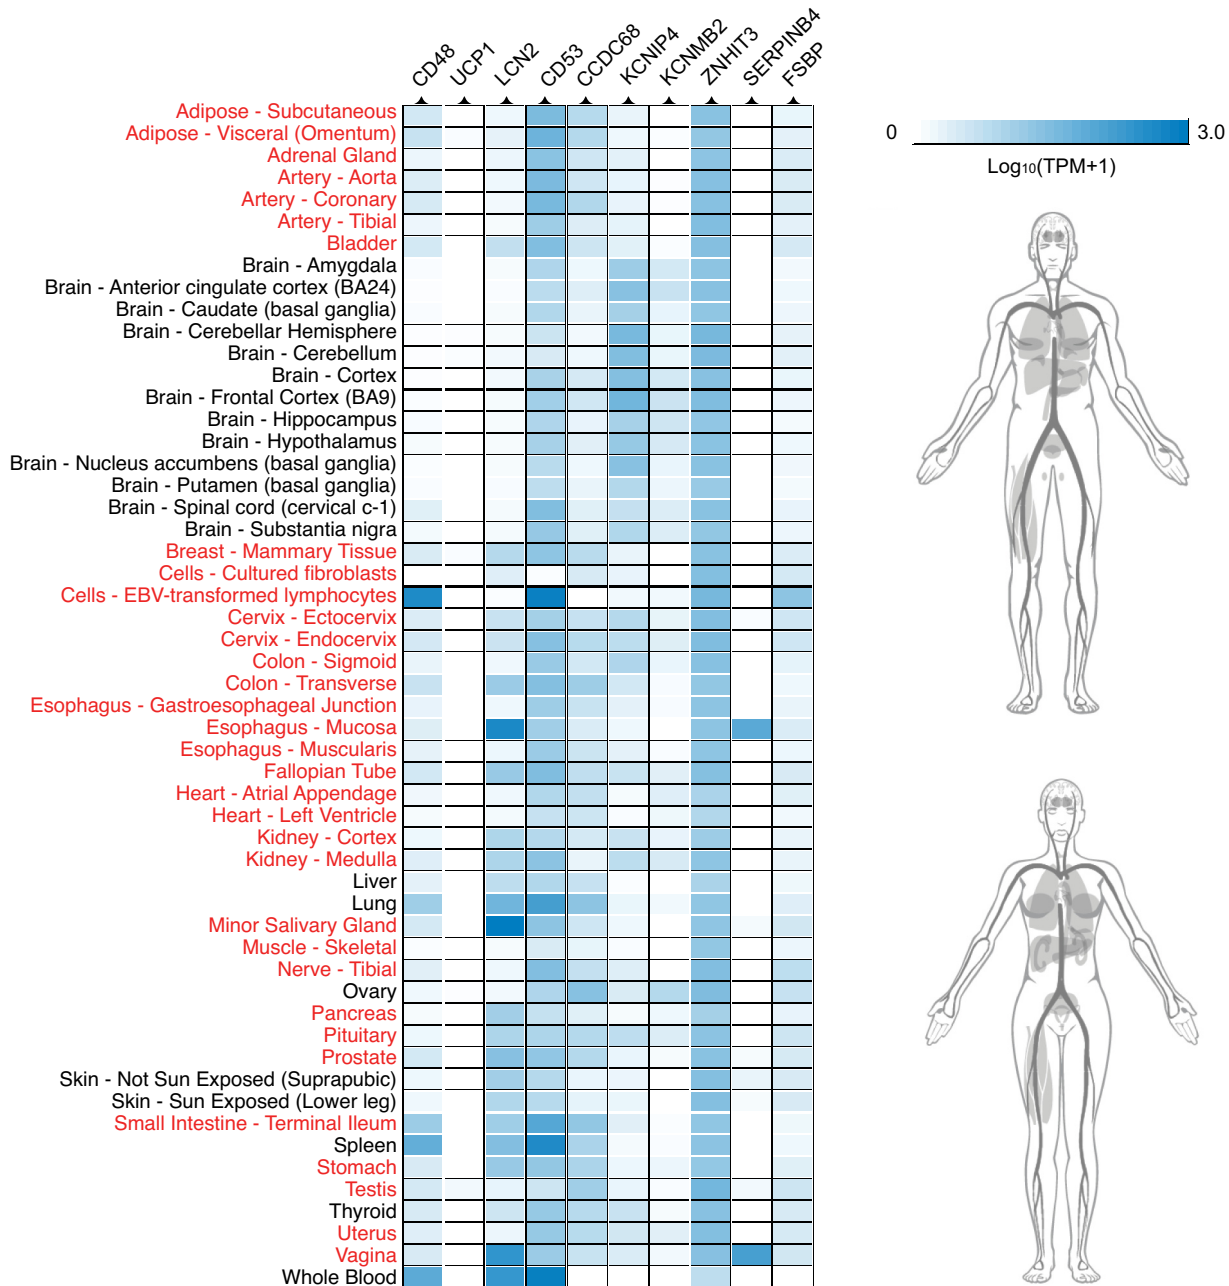 CD48
UCP1
LCN2
CD53
CCDC68
KCNIP4
KCNMB2
ZNHIT3
SERPINB4
FSBP
0
3.0
Log10(TPM+1)
Adipose - Subcutaneous
Adipose - Visceral (Omentum)
Adrenal Gland
Artery - Aorta
Artery - Coronary
Artery - Tibial
Bladder
Brain - Amygdala
Brain - Anterior cingulate cortex (BA24)
Brain - Caudate (basal ganglia)
Brain - Cerebellar Hemisphere
Brain - Cerebellum
Brain - Cortex
Brain - Frontal Cortex (BA9)
Brain - Hippocampus
Brain - Hypothalamus
Brain - Nucleus accumbens (basal ganglia)
Brain - Putamen (basal ganglia)
Brain - Spinal cord (cervical c-1)
Brain - Substantia nigra
Breast - Mammary Tissue
Cells - Cultured fibroblasts
Cells - EBV-transformed lymphocytes
Cervix - Ectocervix
Cervix - Endocervix
Colon - Sigmoid
Colon - Transverse
Esophagus - Gastroesophageal Junction
Esophagus - Mucosa
Esophagus - Muscularis
Fallopian Tube
Heart - Atrial Appendage
Heart - Left Ventricle
Kidney - Cortex
Kidney - Medulla
Liver
Lung
Minor Salivary Gland
Muscle - Skeletal
Nerve - Tibial
Ovary
Pancreas
Pituitary
Prostate
Skin - Not Sun Exposed (Suprapubic)
Skin - Sun Exposed (Lower leg)
Small Intestine - Terminal Ileum
Spleen
Stomach
Testis
Thyroid
Uterus
Vagina
Whole Blood